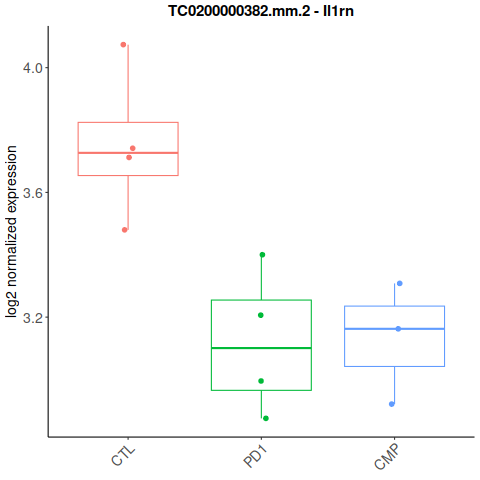 TC0200000382.mm.2 - Il1rn
log2 normalized expression
4.0
3.6
3.2
CTL
PD1
CMP